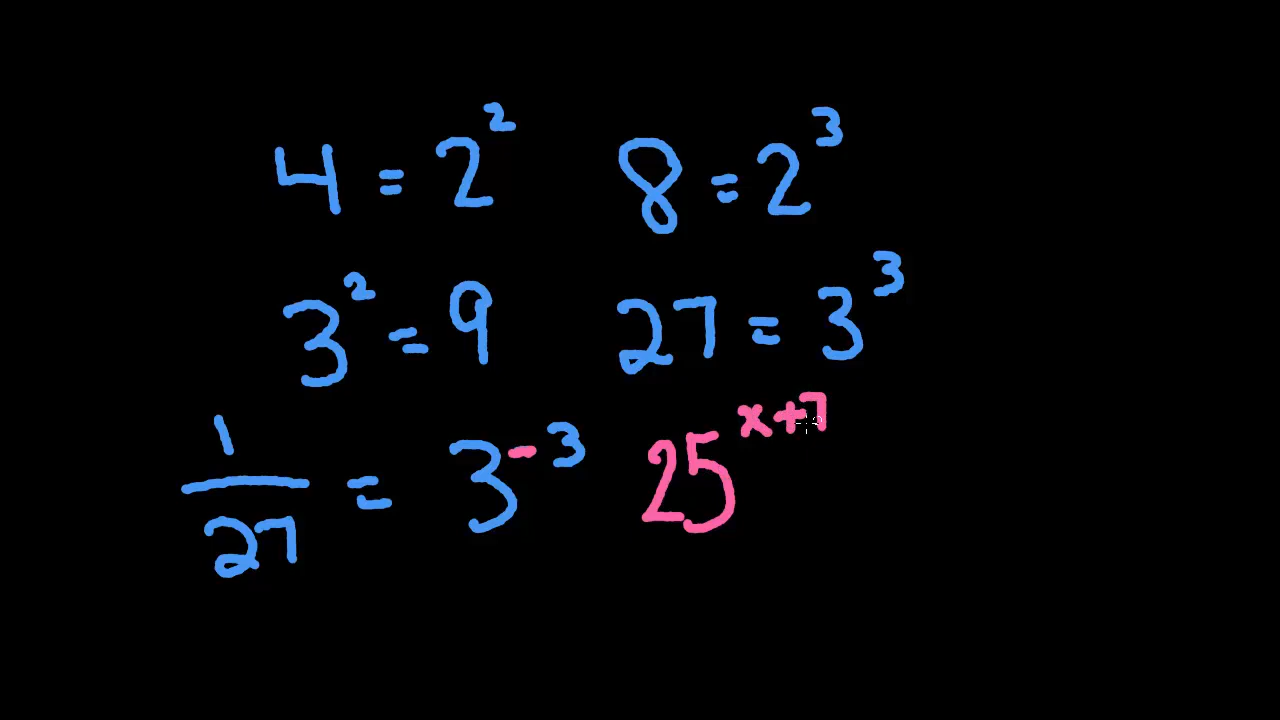 4 = 2² 8 = 2³
3² = 9 27 = 3³
1/27 = 3⁻³ 25ˣ⁺⁷